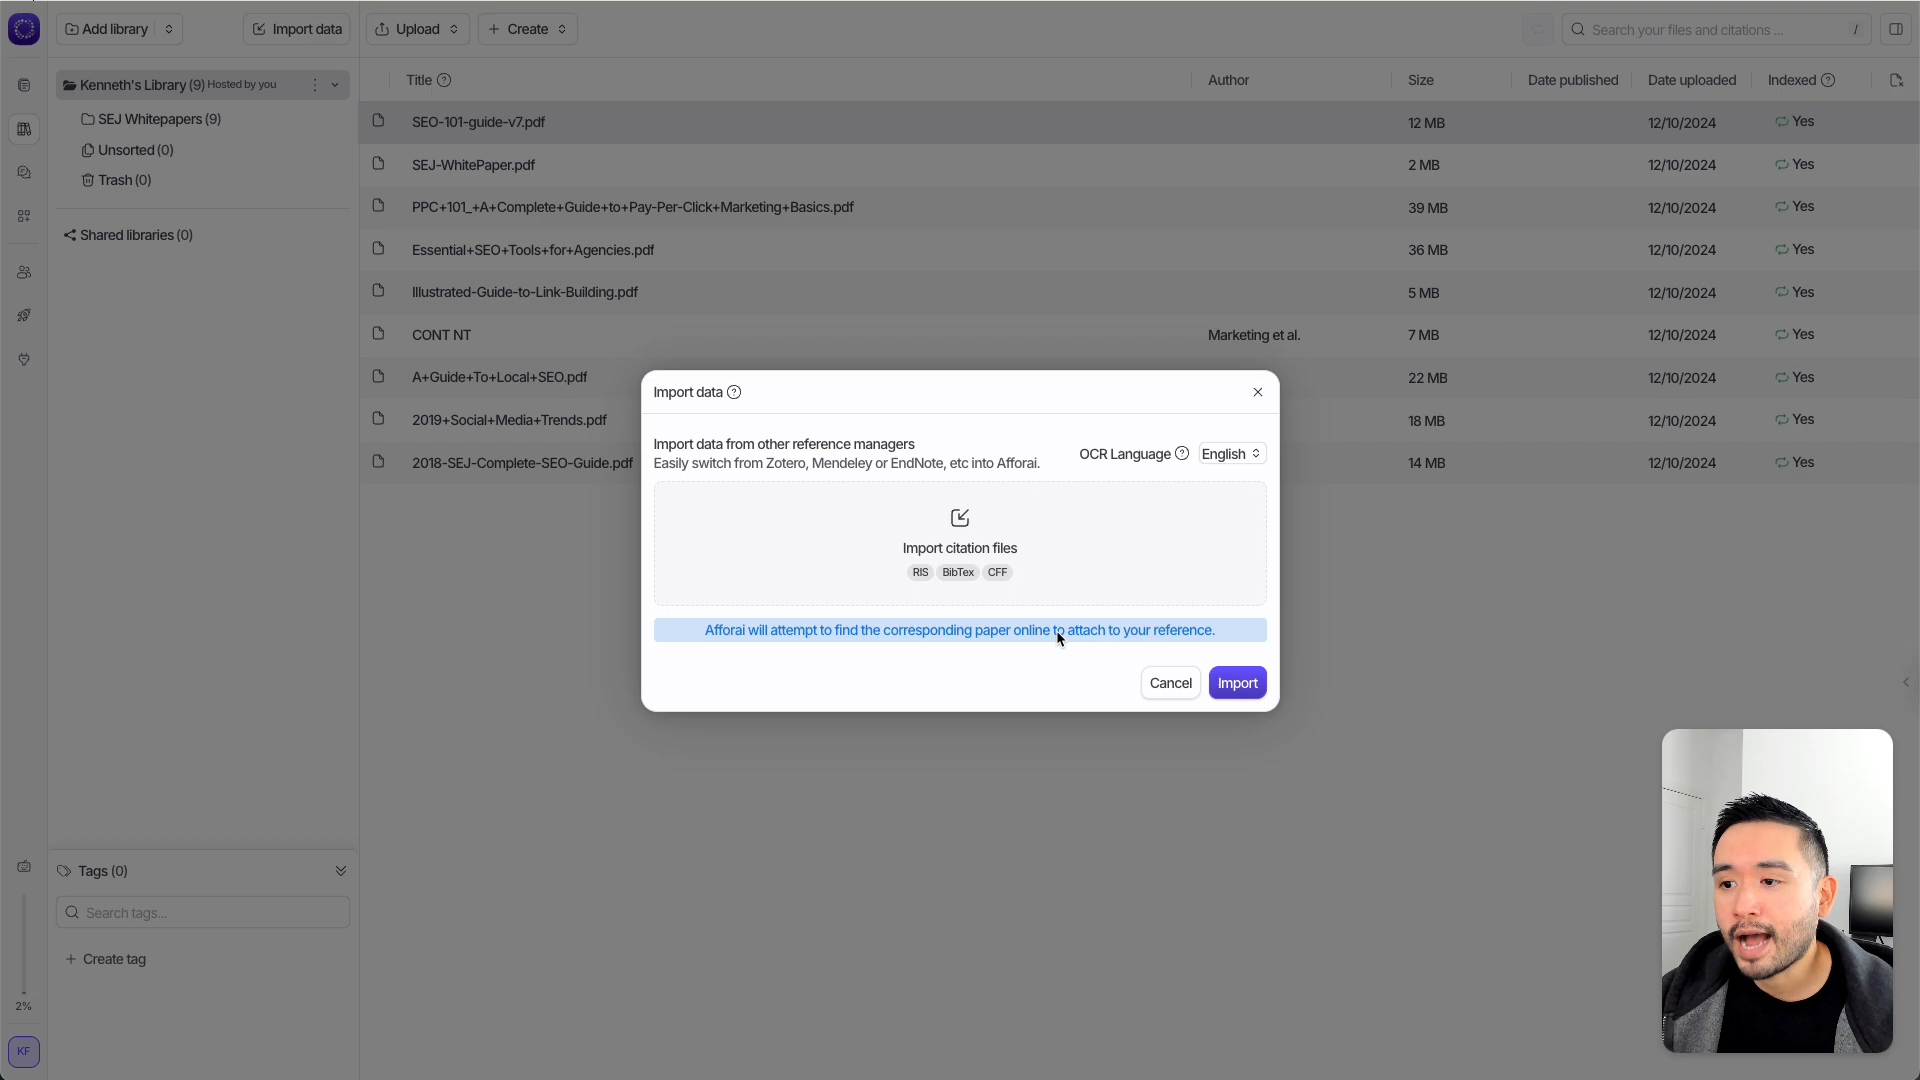 Add library
Import data
Upload
Create
Search your files and citations ...
/
Kenneth's Library (9) Hosted by you
SEJ Whitepapers (9)
Unsorted (0)
Trash (0)
Shared libraries (0)
Title
Author
Size
Date published
Date uploaded
Indexed
SEO-101-guide-v7.pdf
12 MB
12/10/2024
Yes
SEJ-WhitePaper.pdf
2 MB
12/10/2024
Yes
PPC+101_+A+Complete+Guide+to+Pay-Per-Click+Marketing+Basics.pdf
39 MB
12/10/2024
Yes
Essential+SEO+Tools+for+Agencies.pdf
36 MB
12/10/2024
Yes
Illustrated-Guide-to-Link-Building.pdf
5 MB
12/10/2024
Yes
CONT NT
Marketing et al.
7 MB
12/10/2024
Yes
A+Guide+To+Local+SEO.pdf
22 MB
12/10/2024
Yes
2019+Social+Media+Trends.pdf
18 MB
12/10/2024
Yes
2018-SEJ-Complete-SEO-Guide.pdf
14 MB
12/10/2024
Yes
Import data
Import data from other reference managers
Easily switch from Zotero, Mendeley or EndNote, etc into Afforai.
OCR Language
English
Import citation files
RIS
BibTex
CFF
Afforai will attempt to find the corresponding paper online to attach to your reference.
Cancel
Import
Tags (0)
Search tags...
Create tag
2%
KF